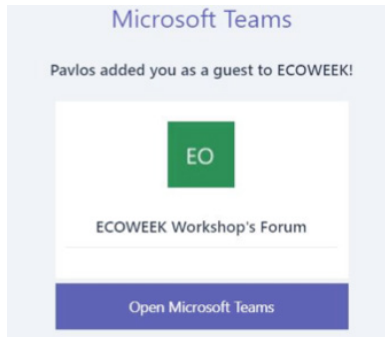 Microsoft Teams
Pavlos added you as a guest to ECOWEEK!
EO
ECOWEEK Workshop's Forum
Open Microsoft Teams